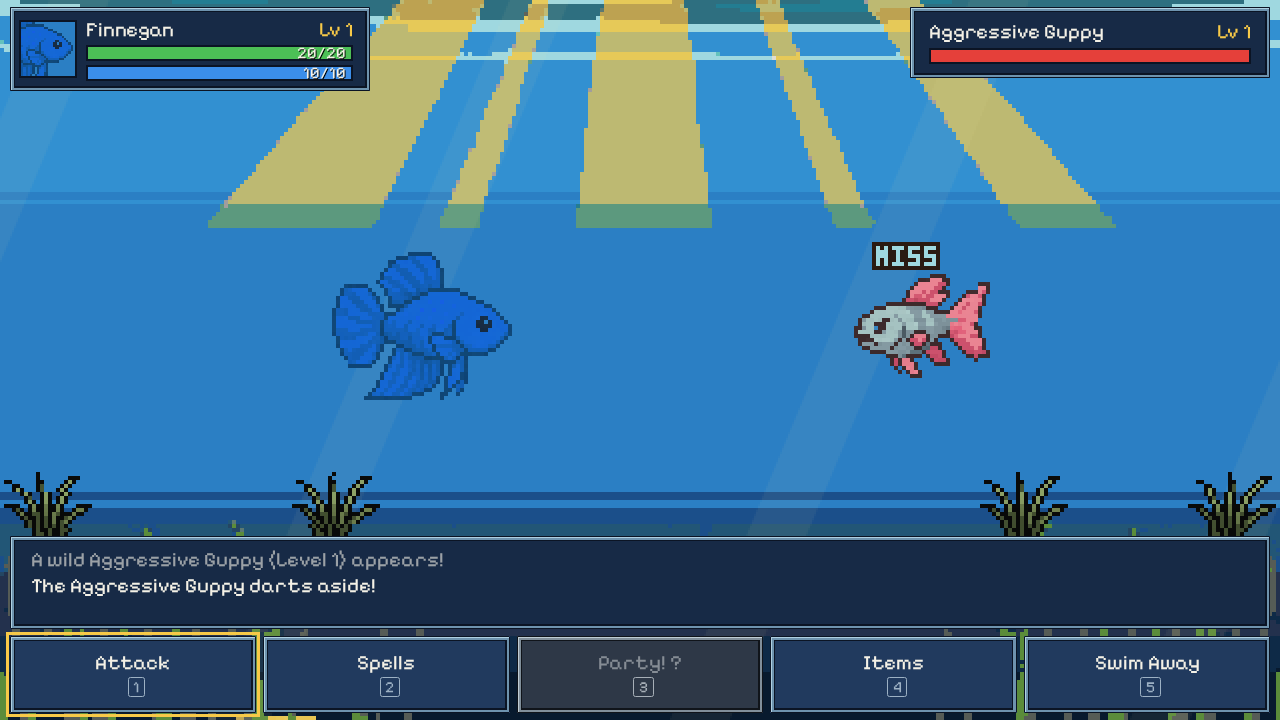 Finnegan Lv 1
20/20
10/10
Aggressive Guppy Lv 1
MISS
A wild Aggressive Guppy (Level 1) appears!
The Aggressive Guppy darts aside!
Attack
1
Spells
2
Party! ?
3
Items
4
Swim Away
5